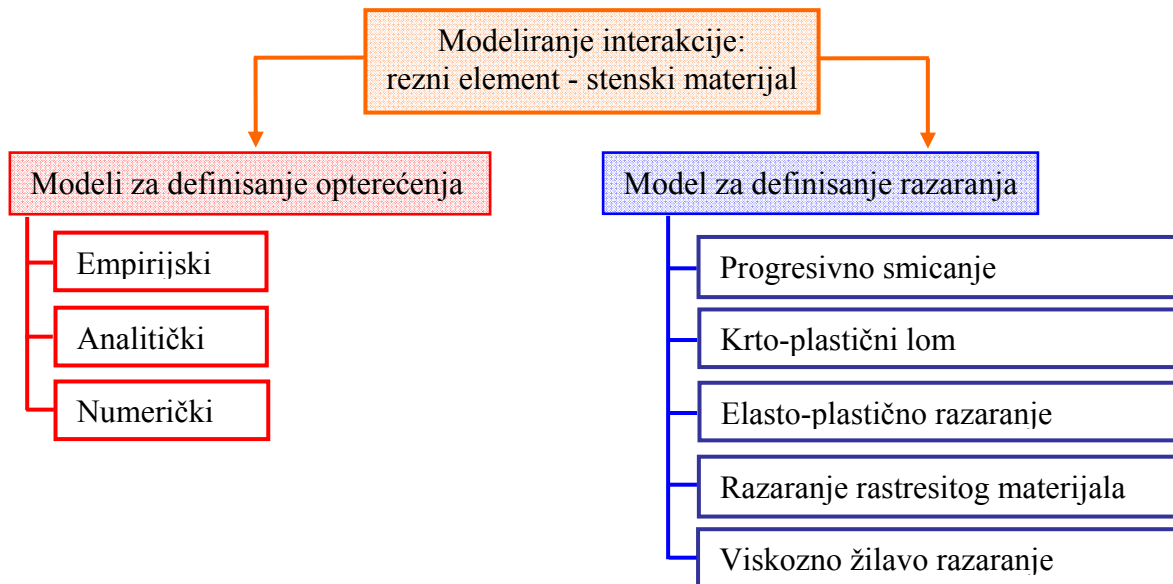 Modeliranje interakcije:
rezni element - stenski materijal
Modeli za definisanje opterećenja
Empirijski
Analitički
Numerički
Model za definisanje razaranja
Progresivno smicanje
Krto-plastični lom
Elasto-plastično razaranje
Razaranje rastresitog materijala
Viskozno žilavo razaranje